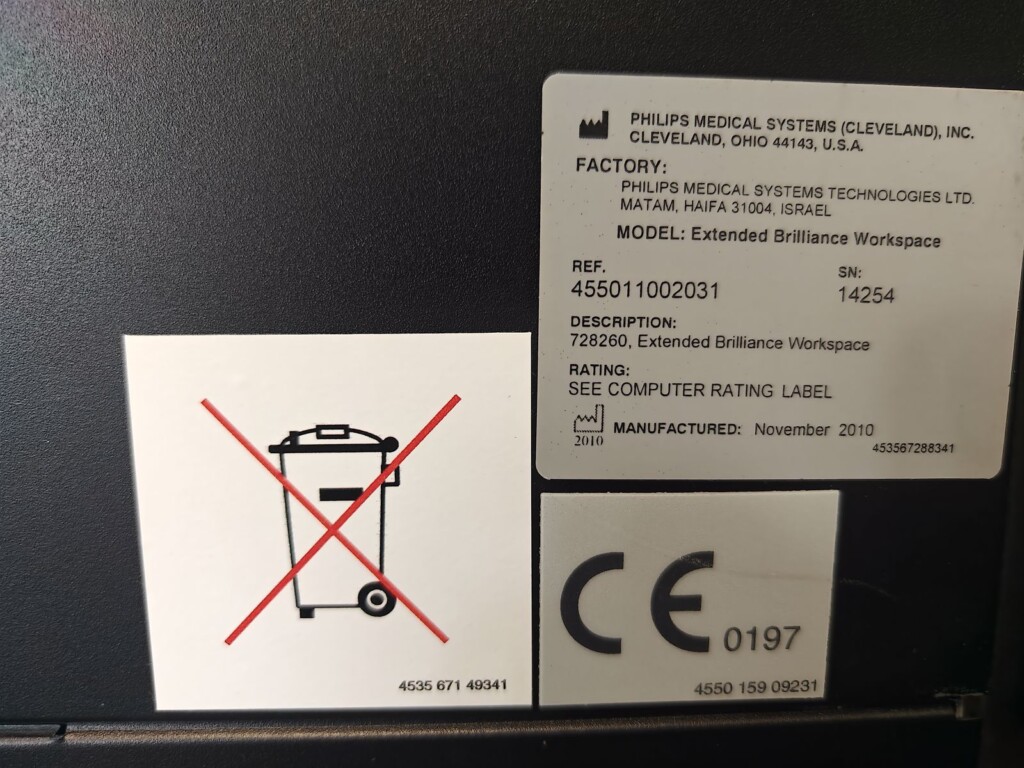 PHILIPS MEDICAL SYSTEMS (CLEVELAND), INC.
CLEVELAND, OHIO 44143, U.S.A.
FACTORY:
PHILIPS MEDICAL SYSTEMS TECHNOLOGIES LTD.
MATAM, HAIFA 31004, ISRAEL
MODEL: Extended Brilliance Workspace
REF. SN:
455011002031 14254
DESCRIPTION:
728260, Extended Brilliance Workspace
RATING:
SEE COMPUTER RATING LABEL
2010 MANUFACTURED: November 2010
453567288341
4535 671 49341
CE 0197
4550 159 09231